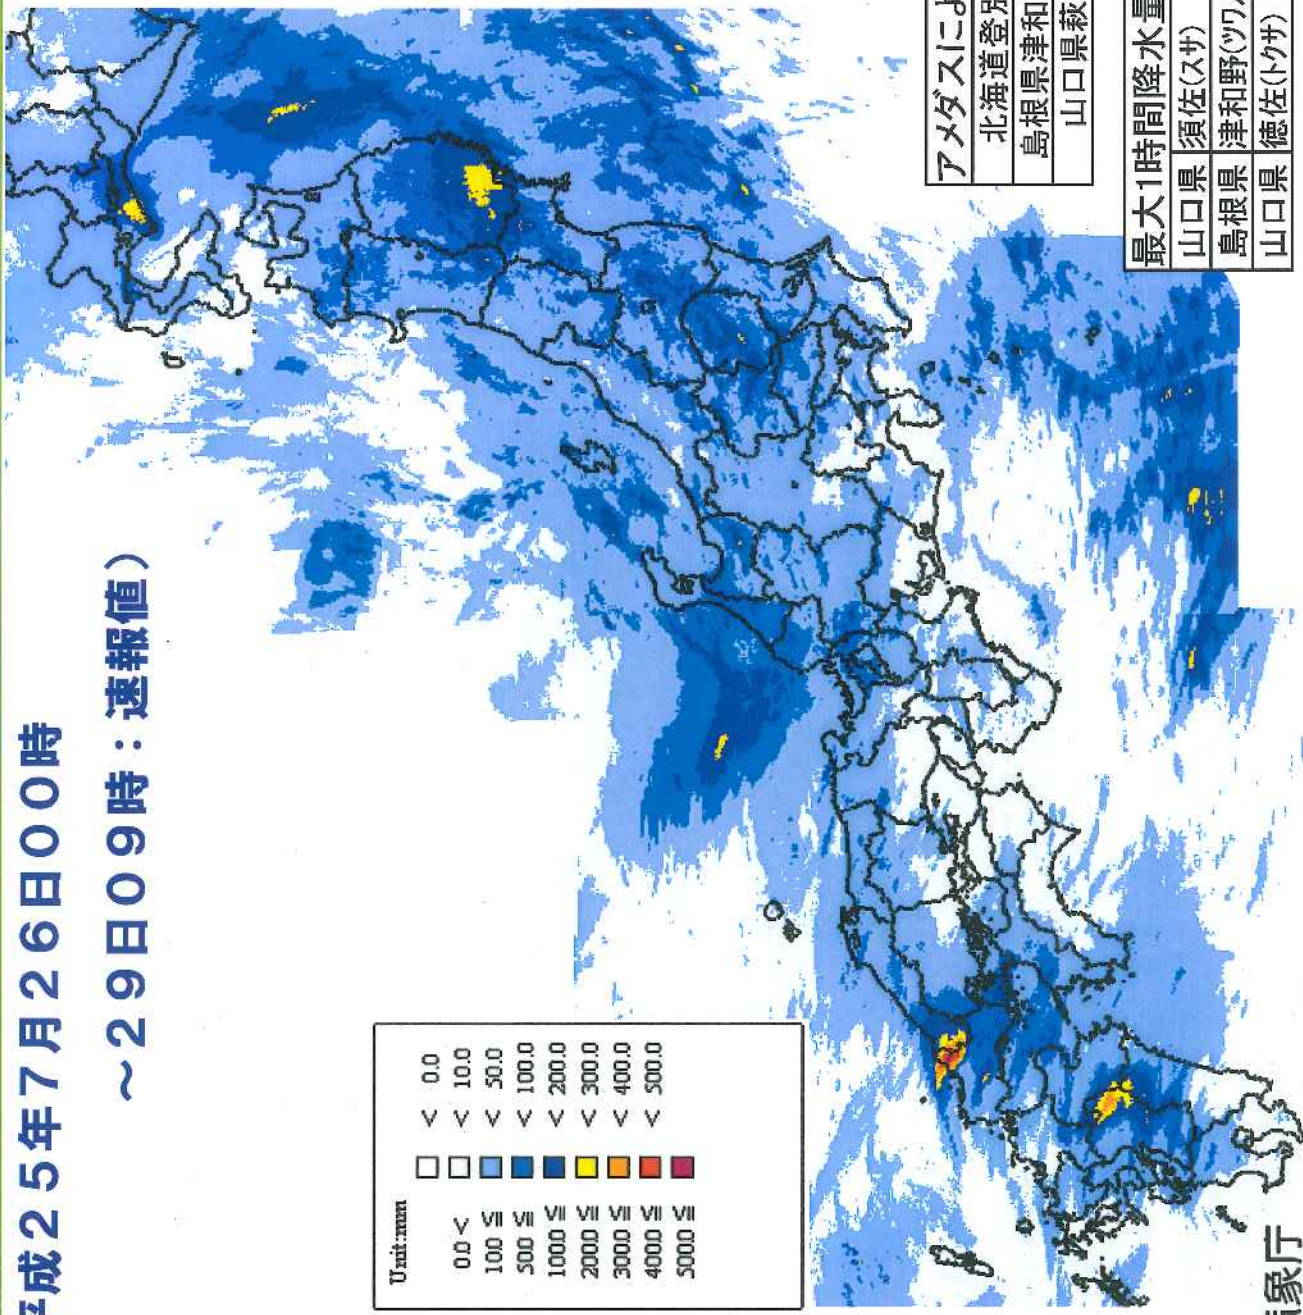 平成２５年７月２６日００時
～２９日０９時：速報値）
Unit:mm
< 0.0
0.0 < < 10.0
10.0 ≦ < 50.0
50.0 ≦ < 100.0
100.0 ≦ < 200.0
200.0 ≦ < 300.0
300.0 ≦ < 400.0
400.0 ≦ < 500.0
500.0 ≦
アメダスによ
北海道登別
島根県津和
山口県萩
最大1時間降水量
山口県 須佐(スサ)
島根県 津和野(ツワノ
山口県 徳佐(トクサ)
象庁